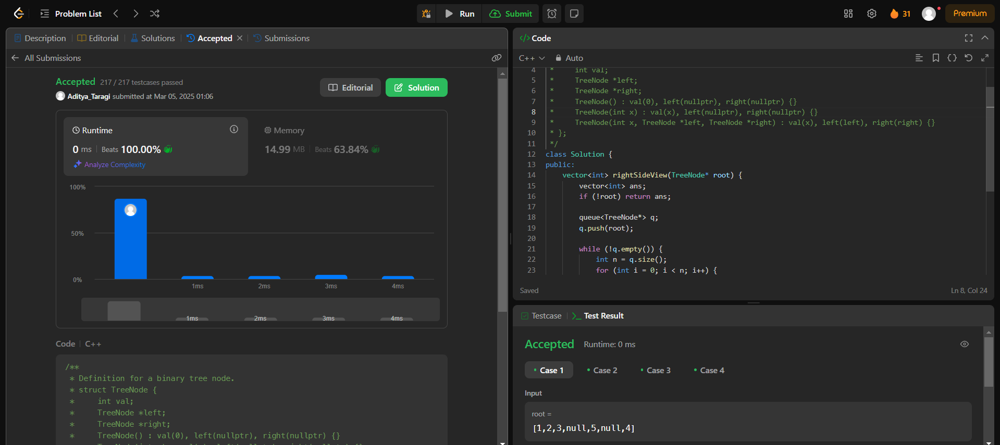 Problem List
Run
Submit
31
Premium
Description
Editorial
Solutions
Accepted
Submissions
All Submissions
Accepted 217 / 217 testcases passed
Aditya_Taragi submitted at Mar 05, 2025 01:06
Editorial
Solution
Runtime
0 ms Beats 100.00%
Analyze Complexity
Memory
14.99 MB Beats 63.84%
100%
50%
0%
1ms 2ms 3ms 4ms
1ms 2ms 3ms 4ms
Code C++
/**
* Definition for a binary tree node.
* struct TreeNode {
*     int val;
*     TreeNode *left;
*     TreeNode *right;
*     TreeNode() : val(0), left(nullptr), right(nullptr) {}
</> Code
C++ Auto
4 *     int val;
5 *     TreeNode *left;
6 *     TreeNode *right;
7 *     TreeNode() : val(0), left(nullptr), right(nullptr) {}
8 *     TreeNode(int x) : val(x), left(nullptr), right(nullptr) {}
9 *     TreeNode(int x, TreeNode *left, TreeNode *right) : val(x), left(left), right(right) {}
10 * };
11 */
12 class Solution {
13 public:
14     vector<int> rightSideView(TreeNode* root) {
15         vector<int> ans;
16         if (!root) return ans;
17
18         queue<TreeNode*> q;
19         q.push(root);
20
21         while (!q.empty()) {
22             int n = q.size();
23             for (int i = 0; i < n; i++) {
Saved
Ln 8, Col 24
Testcase
Test Result
Accepted Runtime: 0 ms
Case 1
Case 2
Case 3
Case 4
Input
root =
[1,2,3,null,5,null,4]